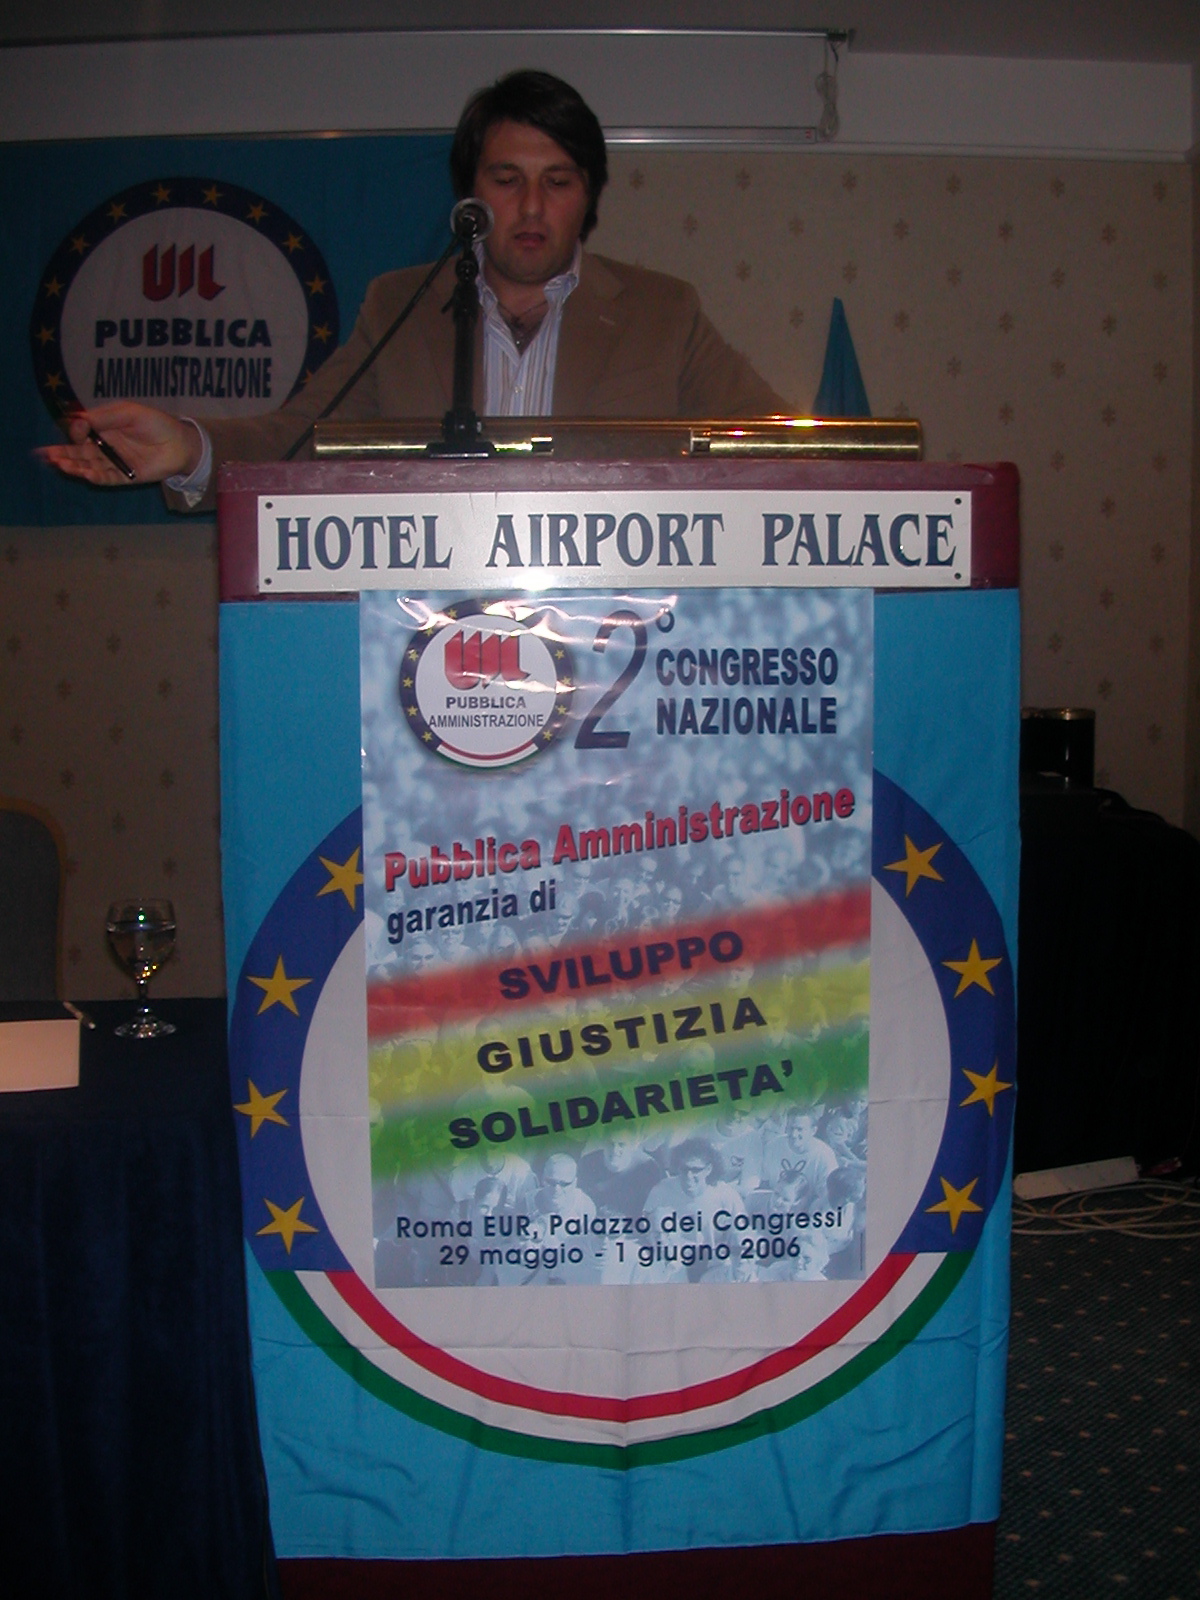 UIL
PUBBLICA
AMMINISTRAZIONE
HOTEL AIRPORT PALACE
UIL
PUBBLICA
AMMINISTRAZIONE
2°
CONGRESSO
NAZIONALE
Pubblica Amministrazione
garanzia di
SVILUPPO
GIUSTIZIA
SOLIDARIETA'
Roma EUR, Palazzo dei Congressi
29 maggio - 1 giugno 2006